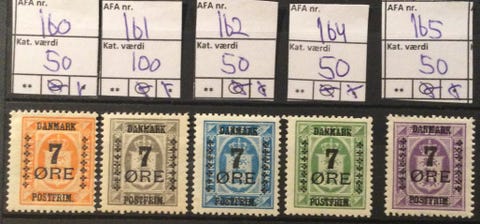 AFA nr.
160
Kat. værdi
50
**
AFA nr.
161
Kat. værdi
100
**
AFA nr.
162
Kat. værdi
50
**
AFA nr.
164
Kat. værdi
50
**
AFA nr.
165
Kat. værdi
50
**
DANMARK
7
ØRE
POSTFRIM.
DANMARK
7
ØRE
POSTFRIM.
DANMARK
7
ØRE
POSTFRIM.
DANMARK
7
ØRE
POSTFRIM.
DANMARK
7
ØRE
POSTFRIM.